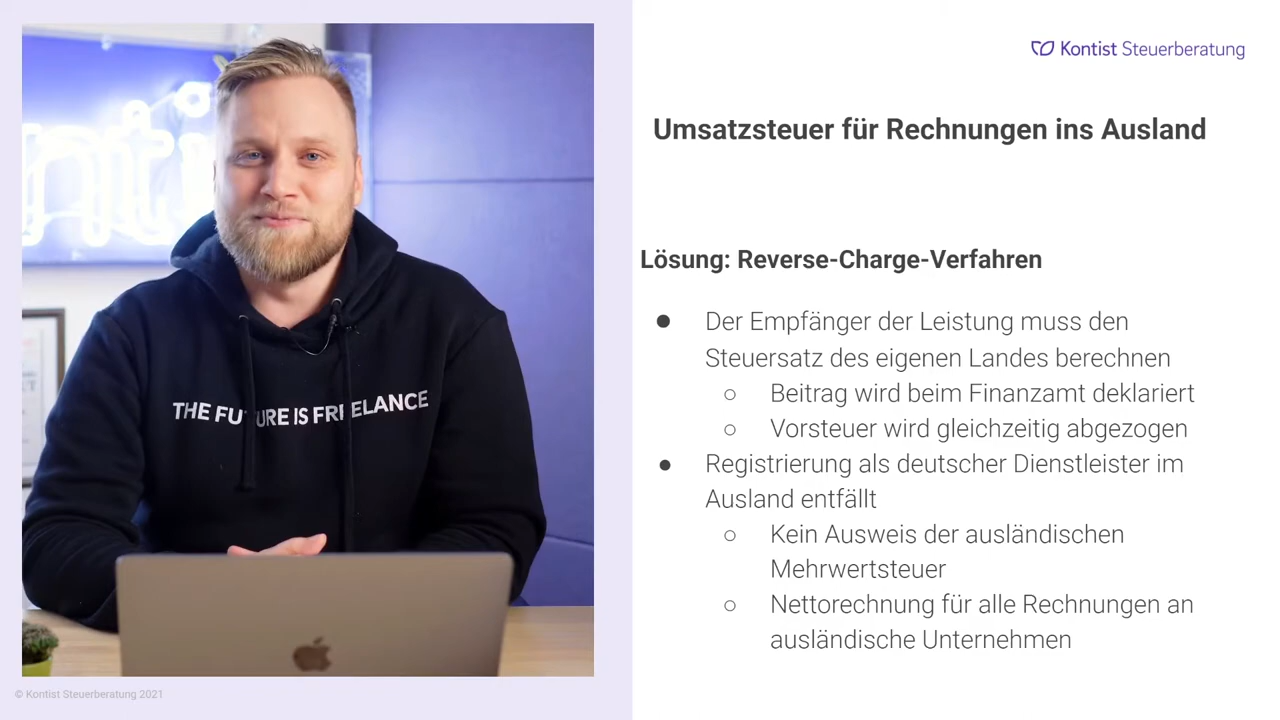 Kontist Steuerberatung
Umsatzsteuer für Rechnungen ins Ausland
Lösung: Reverse-Charge-Verfahren
● Der Empfänger der Leistung muss den
Steuersatz des eigenen Landes berechnen
○ Beitrag wird beim Finanzamt deklariert
○ Vorsteuer wird gleichzeitig abgezogen
● Registrierung als deutscher Dienstleister im
Ausland entfällt
○ Kein Ausweis der ausländischen
Mehrwertsteuer
○ Nettorechnung für alle Rechnungen an
ausländische Unternehmen
THE FUTURE IS FREELANCE
© Kontist Steuerberatung 2021